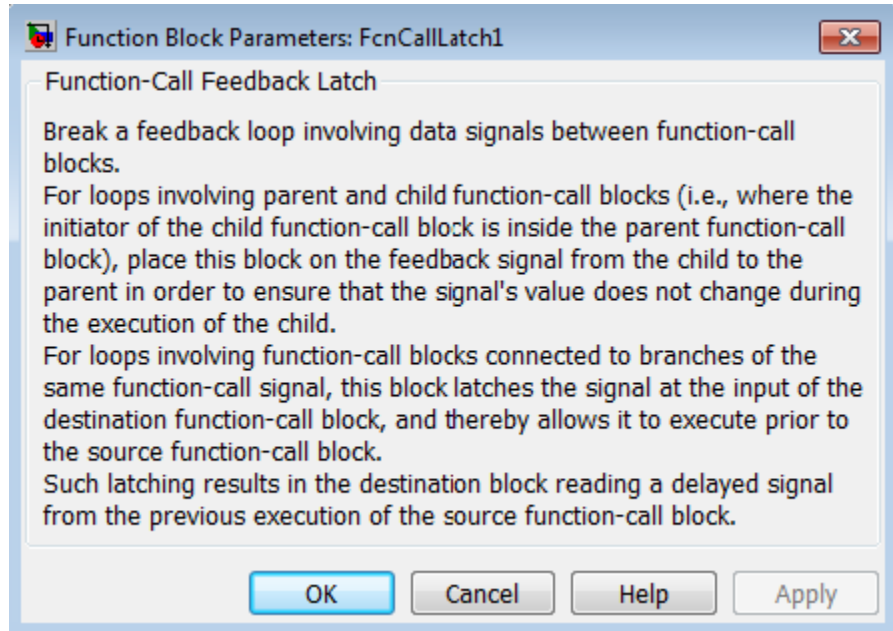 Function Block Parameters: FcnCallLatch1
Function-Call Feedback Latch
Break a feedback loop involving data signals between function-call
blocks.
For loops involving parent and child function-call blocks (i.e., where the
initiator of the child function-call block is inside the parent function-call
block), place this block on the feedback signal from the child to the
parent in order to ensure that the signal's value does not change during
the execution of the child.
For loops involving function-call blocks connected to branches of the
same function-call signal, this block latches the signal at the input of the
destination function-call block, and thereby allows it to execute prior to
the source function-call block.
Such latching results in the destination block reading a delayed signal
from the previous execution of the source function-call block.
OK Cancel Help Apply